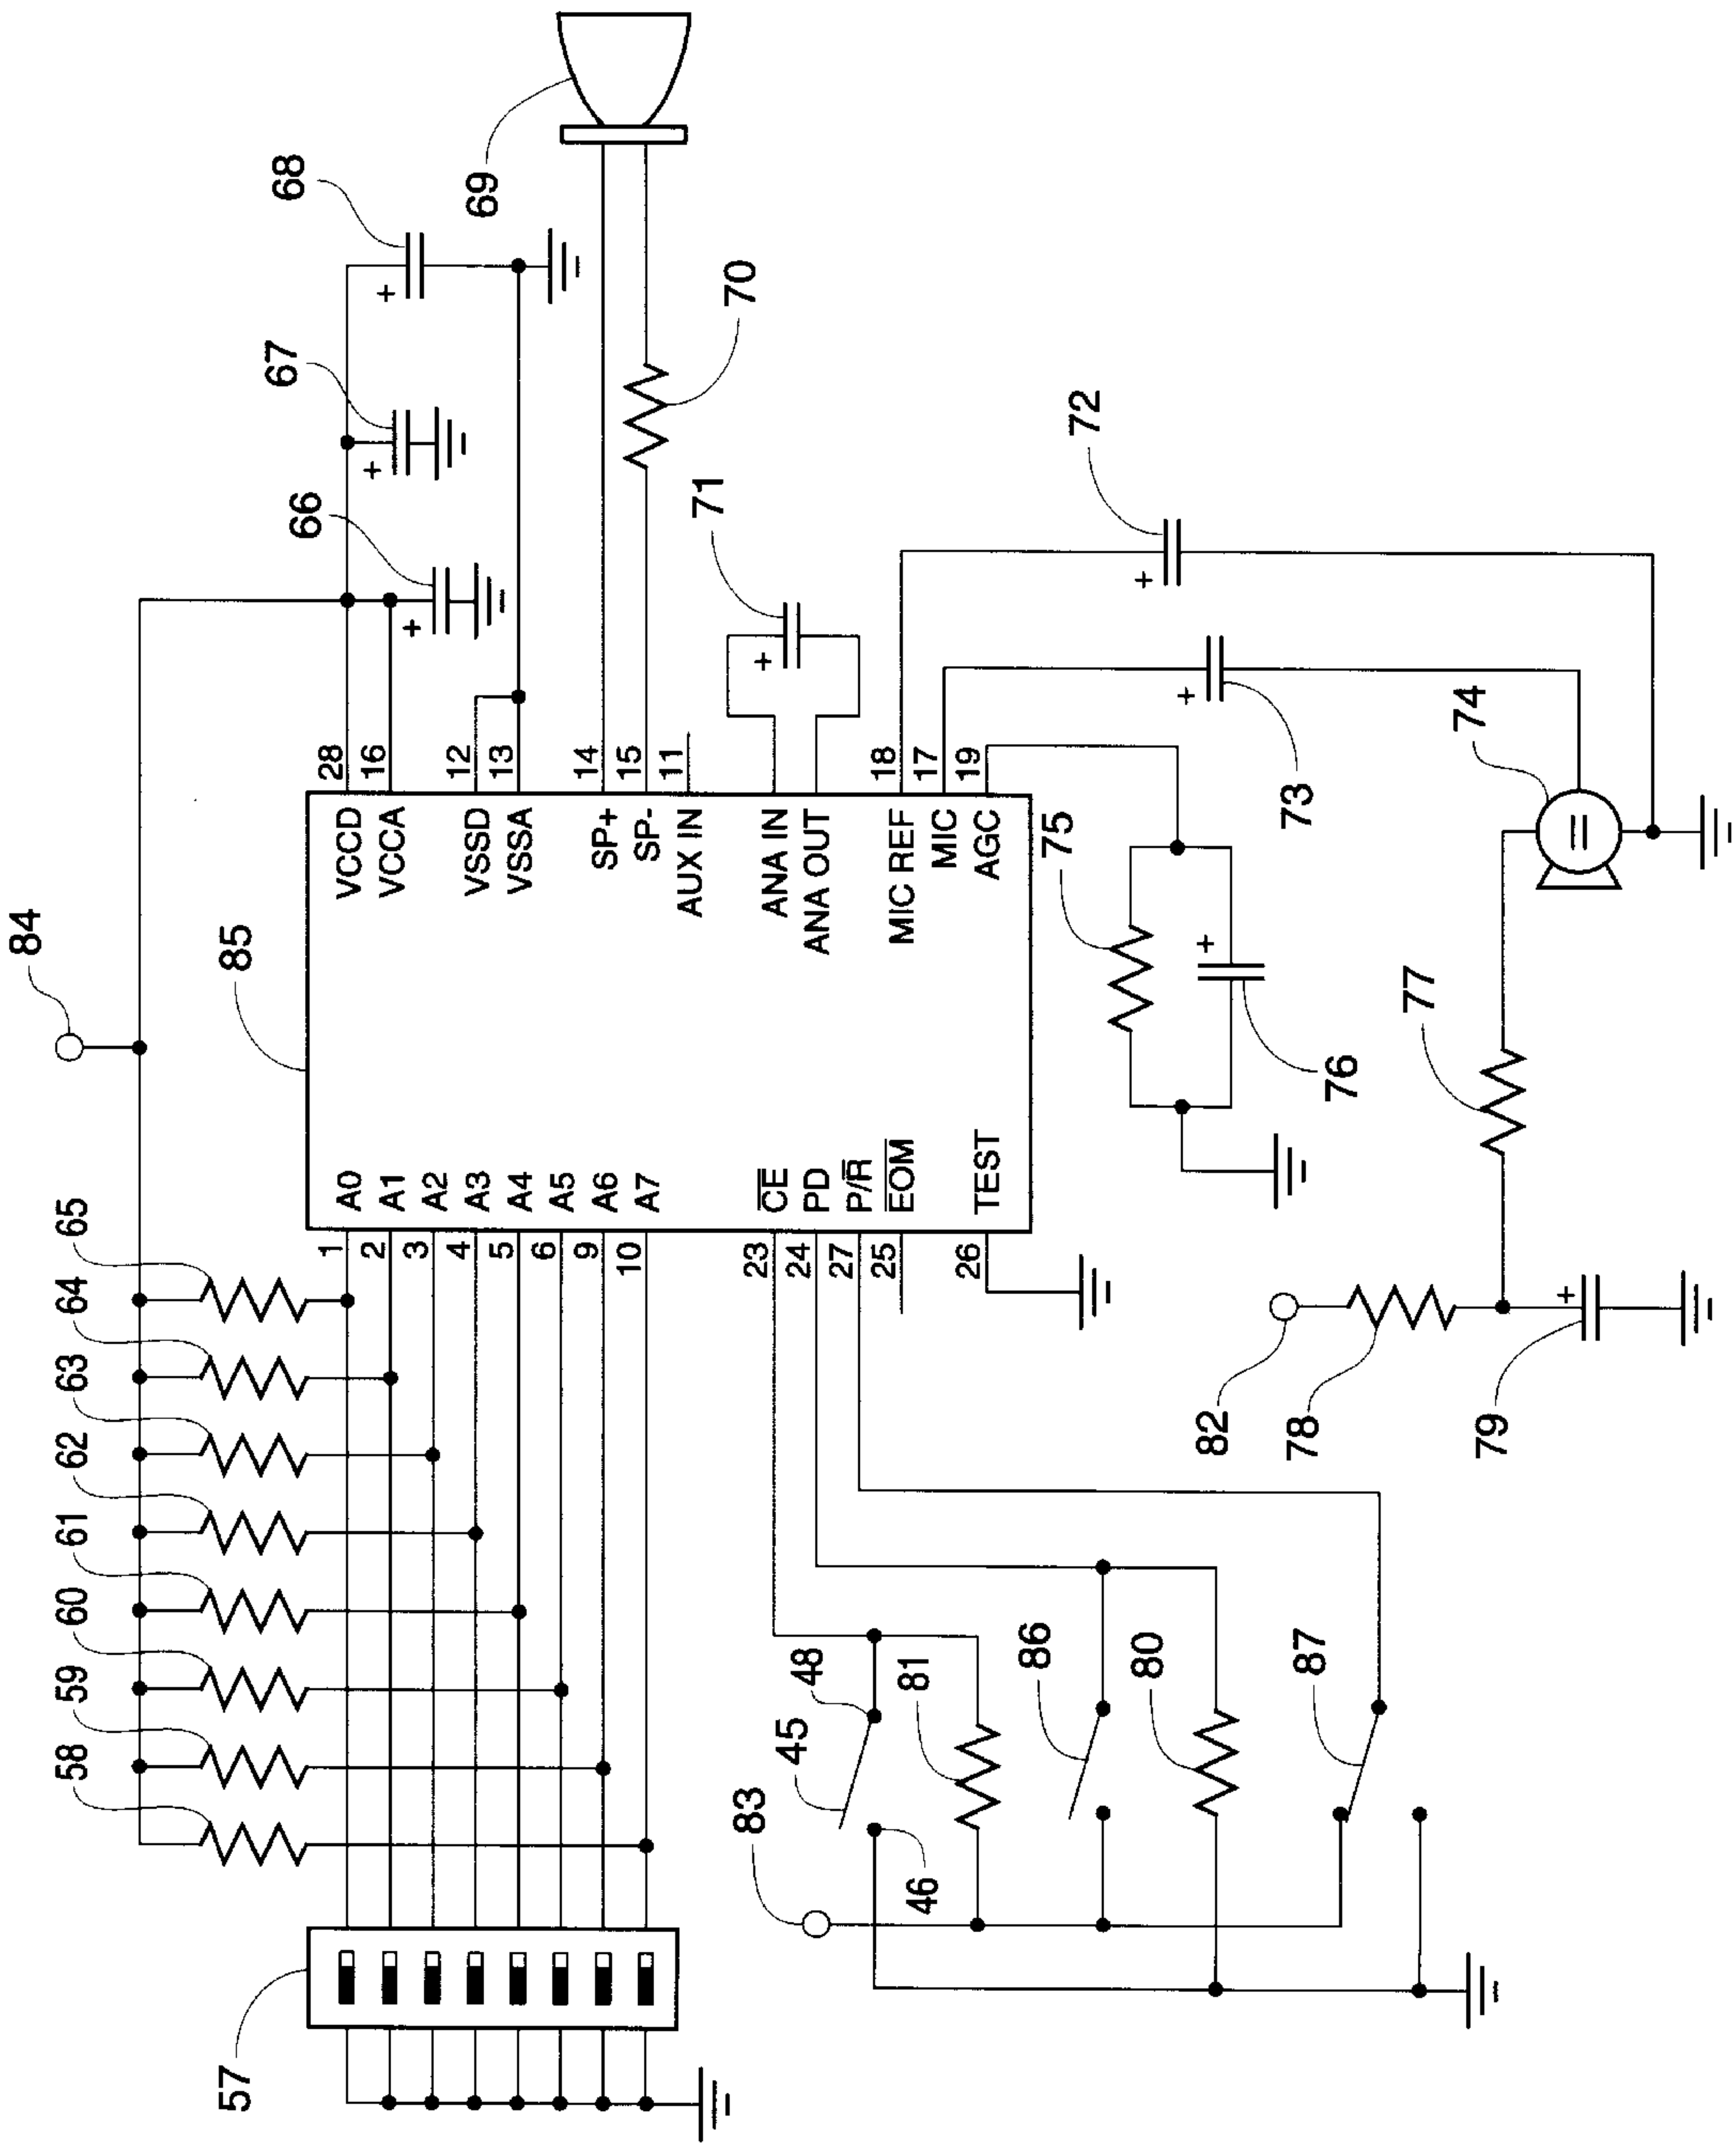 84
85
65
64
63
62
61
60
59
58
57
68
67
66
69
70
71
72
73
74
75
76
77
78
79
82
83
45
48
46
81
86
80
87
1 A0
2 A1
3 A2
4 A3
5 A4
6 A5
9 A6
10 A7
23 C̅E̅
24 PD
27 P/R̅
25 E̅O̅M̅
26 TEST
VCCD 28
VCCA 16
VSSD 12
VSSA 13
SP+ 14
SP- 15
AUX IN 11
ANA IN
ANA OUT
MIC REF 18
MIC 17
AGC 19
+
+
+
+
+
+
+
+